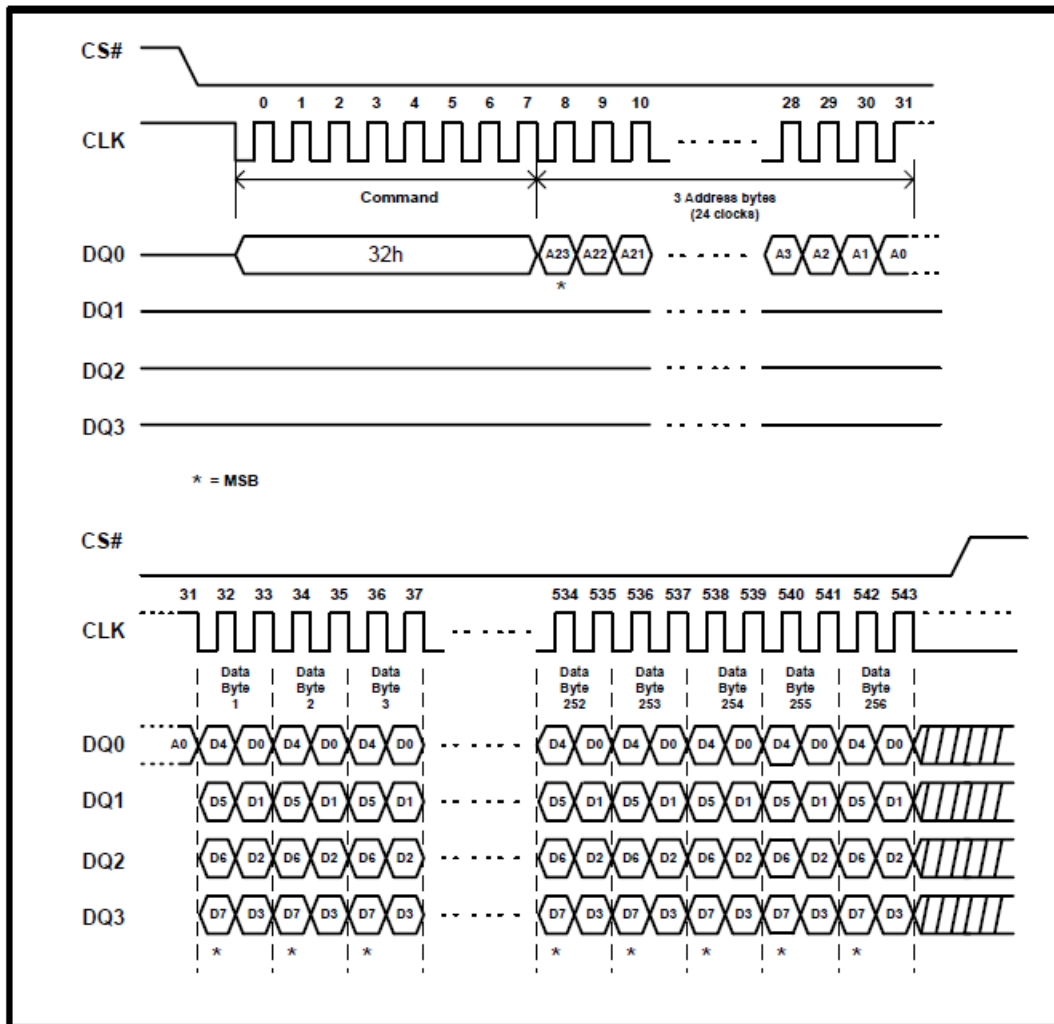 CS#
0 1 2 3 4 5 6 7 8 9 10 28 29 30 31
CLK
Command
3 Address bytes
(24 clocks)
DQ0 32h A23 A22 A21 A3 A2 A1 A0
*
DQ1
DQ2
DQ3
* = MSB
CS#
31 32 33 34 35 36 37 534 535 536 537 538 539 540 541 542 543
CLK
Data Data Data Data Data Data Data Data
Byte Byte Byte Byte Byte Byte Byte Byte
1 2 3 252 253 254 255 256
DQ0 A0 D4 D0 D4 D0 D4 D0 D4 D0 D4 D0 D4 D0 D4 D0 D4 D0
DQ1 D5 D1 D5 D1 D5 D1 D5 D1 D5 D1 D5 D1 D5 D1 D5 D1
DQ2 D6 D2 D6 D2 D6 D2 D6 D2 D6 D2 D6 D2 D6 D2 D6 D2
DQ3 D7 D3 D7 D3 D7 D3 D7 D3 D7 D3 D7 D3 D7 D3 D7 D3
* * * * * * * *